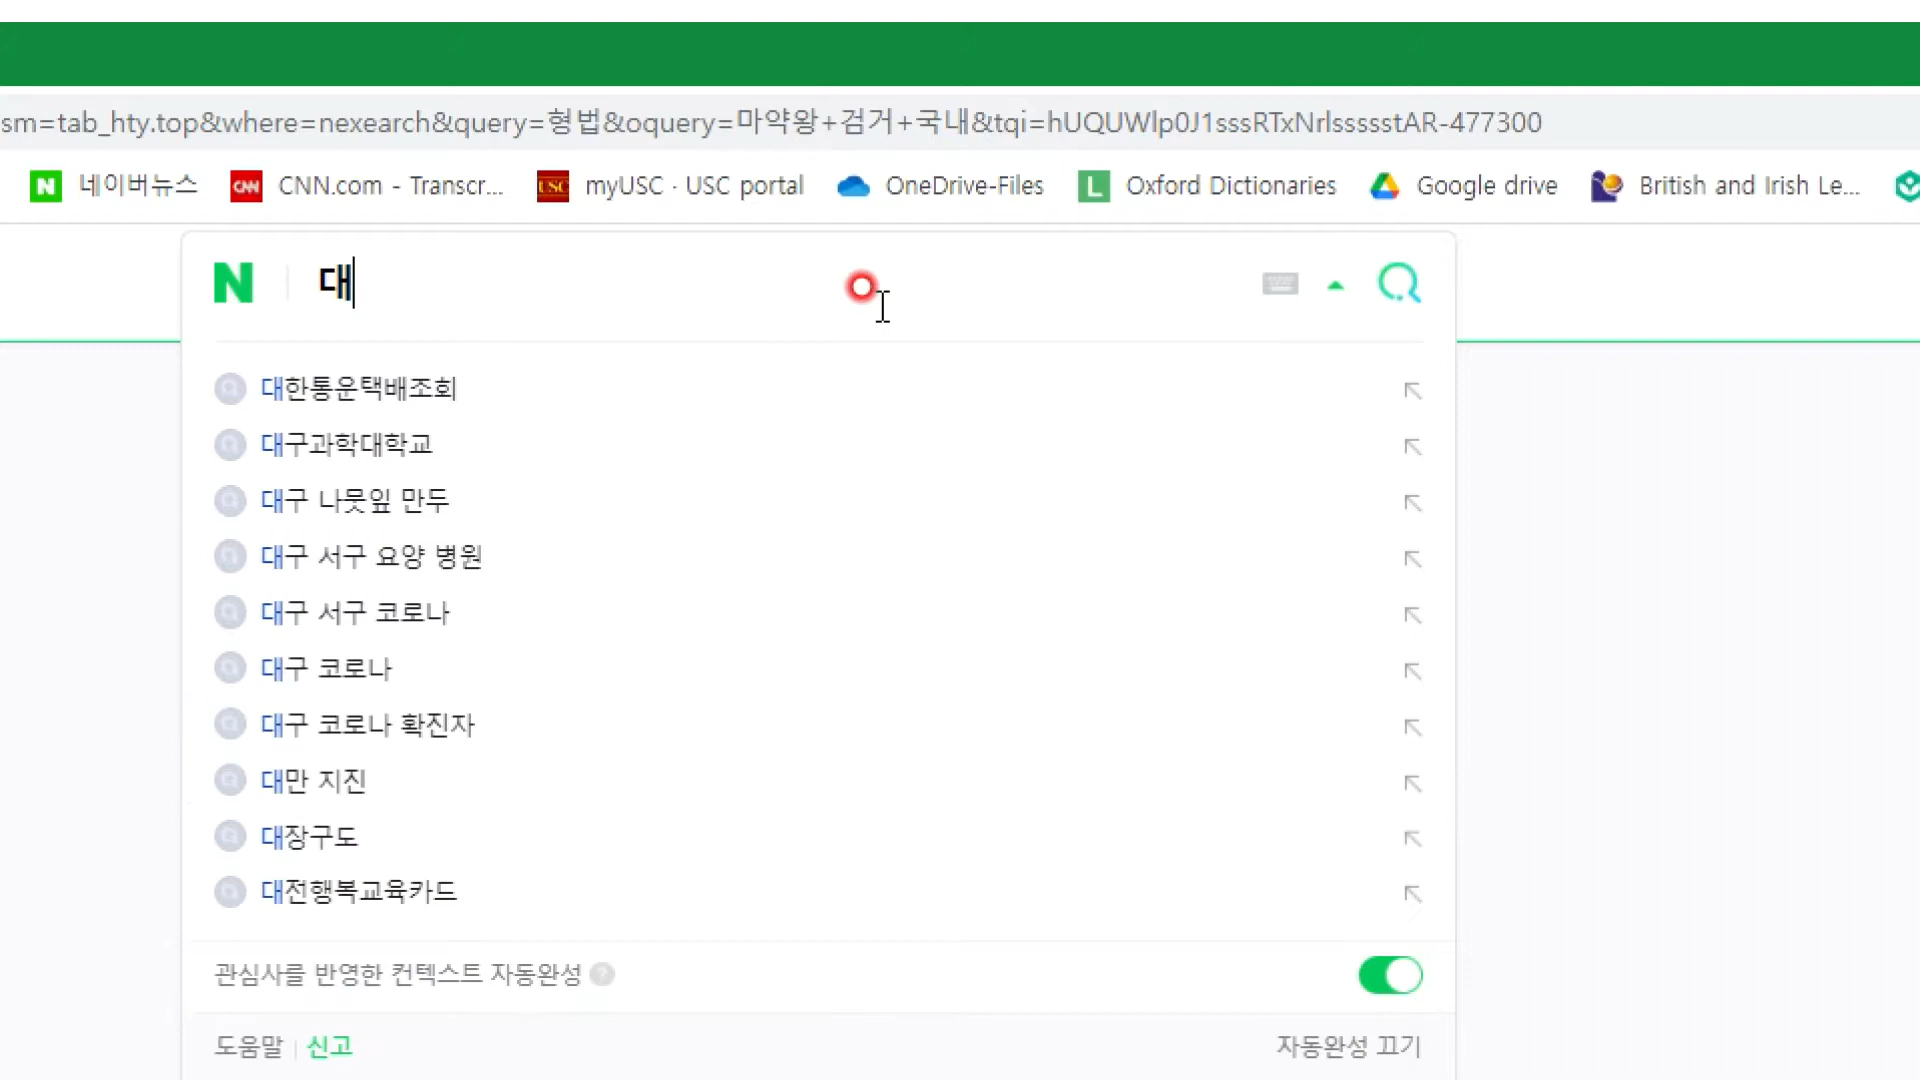 sm=tab_hty.top&where=nexearch&query=형법&oquery=마약왕+검거+국내&tqi=hUQUWlp0J1sssRTxNrlssssstAR-477300
N 네이버뉴스 CNN CNN.com - Transcr... USC myUSC · USC portal OneDrive-Files L Oxford Dictionaries Google drive British and Irish Le...
N 대
대한통운택배조회
대구과학대학교
대구 나뭇잎 만두
대구 서구 요양 병원
대구 서구 코로나
대구 코로나
대구 코로나 확진자
대만 지진
대장구도
대전행복교육카드
관심사를 반영한 컨텍스트 자동완성 ?
도움말 | 신고 자동완성 끄기